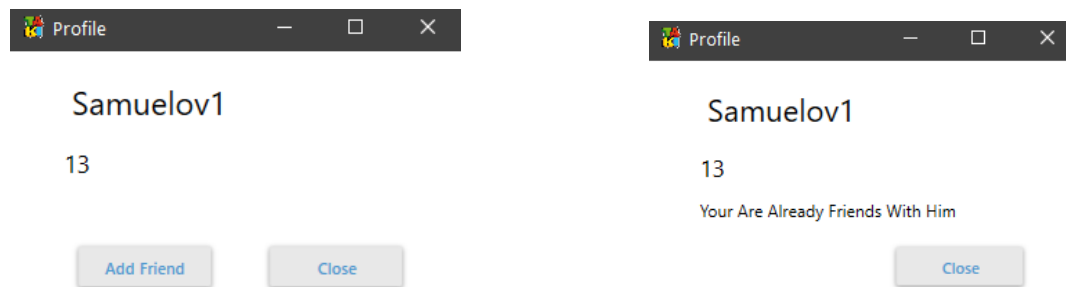 Profile
Samuelov1
13
Add Friend
Close
Profile
Samuelov1
13
Your Are Already Friends With Him
Close